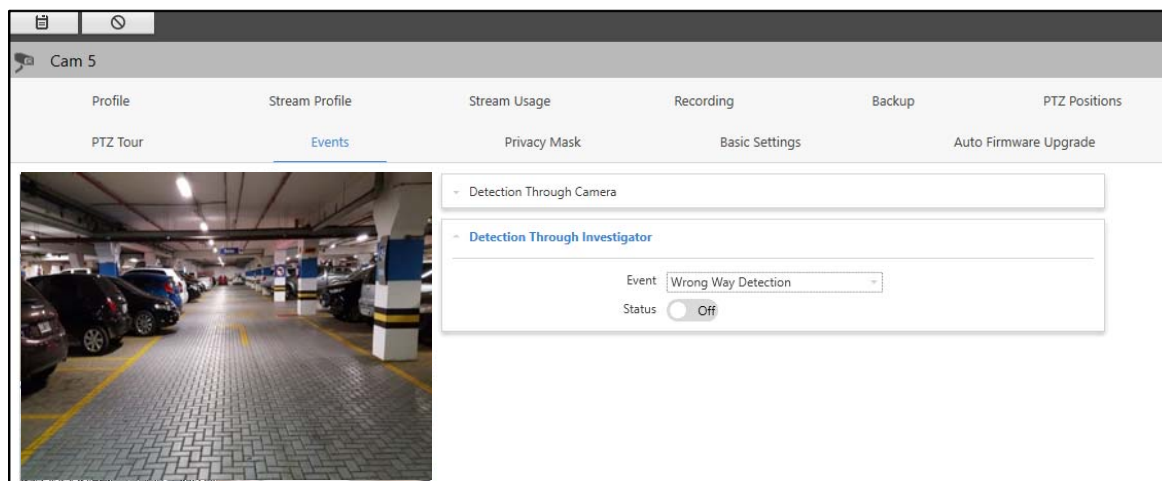 Cam 5
Profile Stream Profile Stream Usage Recording Backup PTZ Positions
PTZ Tour Events Privacy Mask Basic Settings Auto Firmware Upgrade
Detection Through Camera
Detection Through Investigator
Event Wrong Way Detection
Status Off